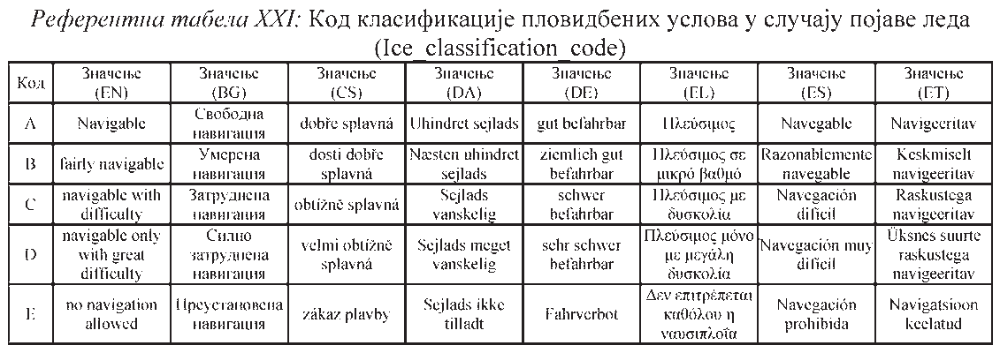 Референтна табела XXI: Код класификације пловидбених услова у случају појаве леда
(Ice_classification_code)
Код Значење (EN) Значење (BG) Значење (CS) Значење (DA) Значење (DE) Значење (EL) Значење (ES) Значење (ET)
A Navigable Свободна навигация dobře splavná Uhindret sejlads gut befahrbar Πλεύσιμος Navegable Navigeeritav
B fairly navigable Умерена навигация dosti dobře splavná Næsten uhindret sejlads ziemlich gut befahrbar Πλεύσιμος σε μικρό βαθμό Razonablemente navegable Keskmiselt navigeeritav
C navigable with difficulty Затруднена навигация obtížně splavná Sejlads vanskelig schwer befahrbar Πλεύσιμος με δυσκολία Navegación difícil Raskustega navigeeritav
D navigable only with great difficulty Силно затруднена навигация velmi obtížně splavná Sejlads meget vanskelig sehr schwer befahrbar Πλεύσιμος μόνο με μεγάλη δυσκολία Navegación muy difícil Üksnes suurte raskustega navigeeritav
E no navigation allowed Преустановена навигация zákaz plavby Sejlads ikke tilladt Fahrverbot Δεν επιτρέπεται καθόλου η ναυσιπλοΐα Navegación prohibida Navigatsioon keelatud